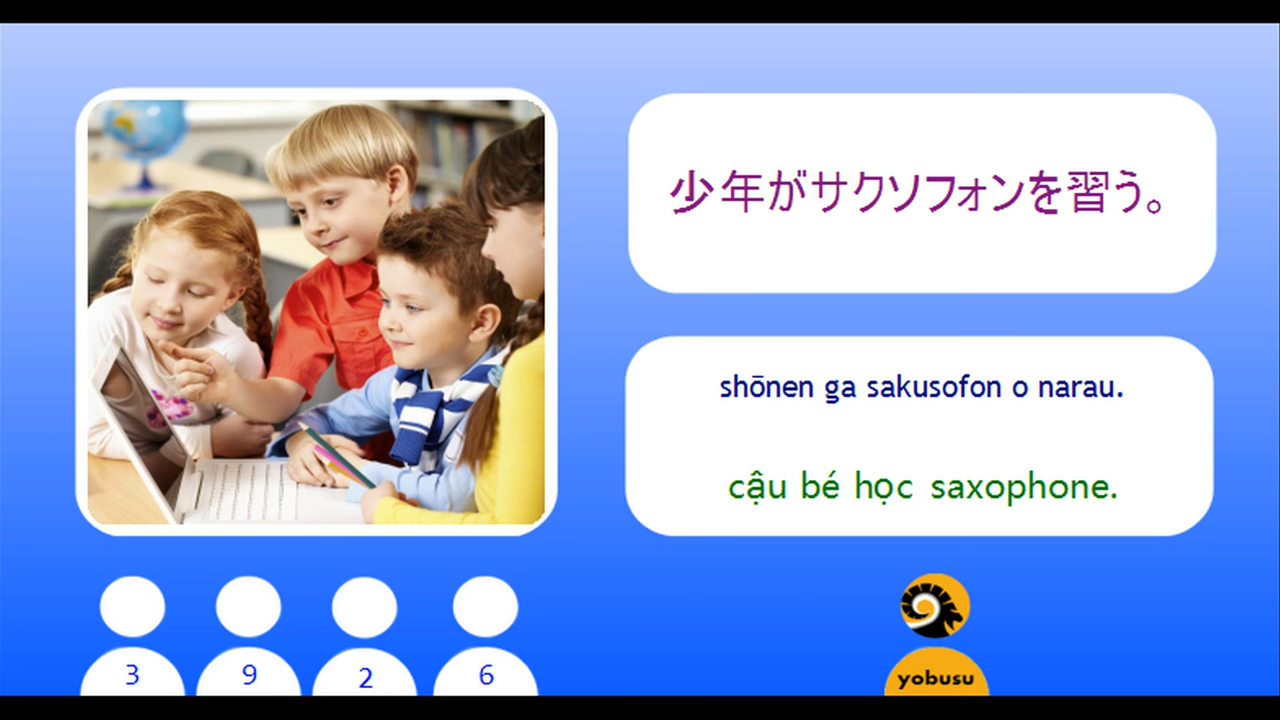 少年がサクソフォンを習う。
shōnen ga sakusofon o narau.
cậu bé học saxophone.
3 9 2 6
yobusu